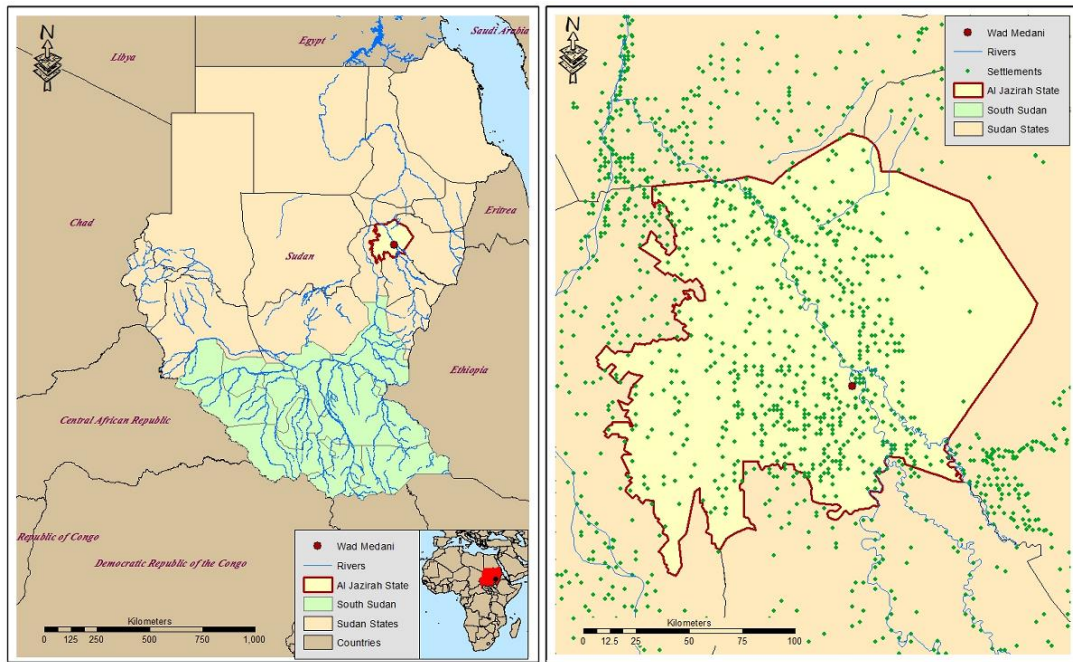 N
Libya
Egypt
Saudi Arabia
Chad
Sudan
Eritrea
Ethiopia
Central African Republic
Republic of Congo
Democratic Republic of the Congo
Wad Medani
Rivers
Al Jazirah State
South Sudan
Sudan States
Countries
Kilometers
0 125 250 500 750 1,000
N
Wad Medani
Rivers
Settlements
Al Jazirah State
South Sudan
Sudan States
Kilometers
0 12.5 25 50 75 100